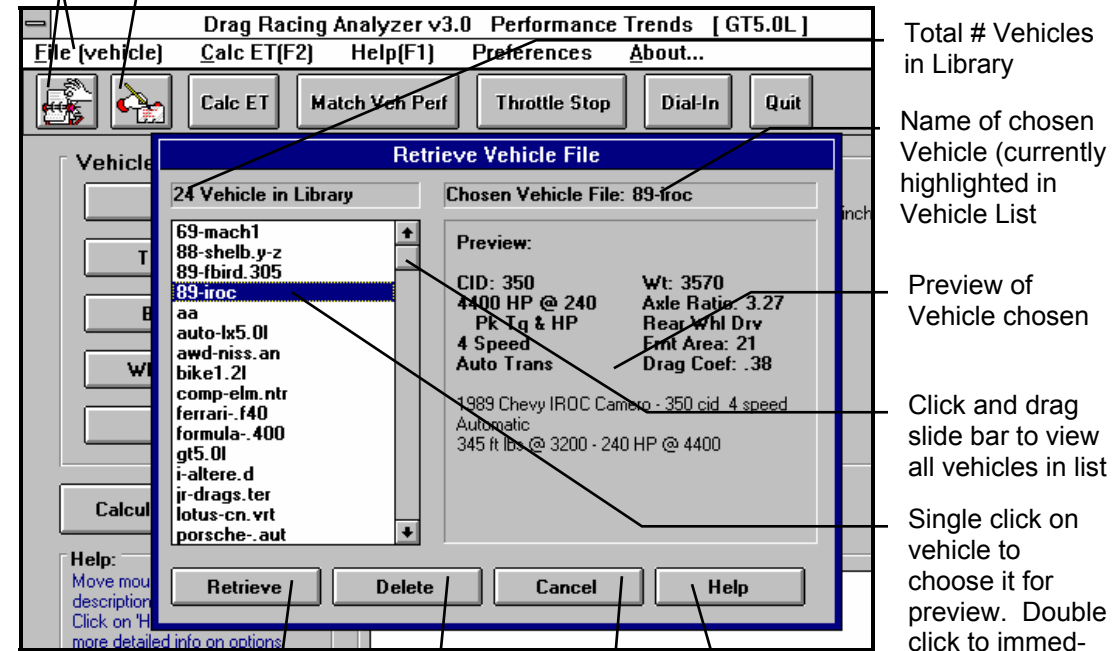 Drag Racing Analyzer v3.0 Performance Trends [ GT5.0L ]
File (vehicle) Calc ET(F2) Help(F1) Preferences About...
Calc ET Match Veh Perf Throttle Stop Dial-In Quit
Vehicle
Retrieve Vehicle File
24 Vehicle in Library
Chosen Vehicle File: 89-iroc
69-mach1
88-shelb.y-z
89-fbird.305
89-iroc
aa
auto-lx5.0l
awd-niss.an
bike1.2l
comp-elm.ntr
ferrari-.f40
formula-.400
gt5.0l
i-altere.d
jr-drags.ter
lotus-cn.vrt
porsche-.aut
Preview:
CID: 350 Wt: 3570
4400 HP @ 240 Axle Ratio: 3.27
Pk Tq & HP Rear Whl Drv
4 Speed Frnt Area: 21
Auto Trans Drag Coef: .38
1989 Chevy IROC Camero - 350 cid 4 speed
Automatic
345 ft lbs @ 3200 - 240 HP @ 4400
Retrieve Delete Cancel Help
inch
T
B
Wh
Calcul
Help:
Move mou
description
Click on 'H
more detailed info on options
Total # Vehicles
in Library
Name of chosen
Vehicle (currently
highlighted in
Vehicle List
Preview of
Vehicle chosen
Click and drag
slide bar to view
all vehicles in list
Single click on
vehicle to
choose it for
preview. Double
click to immed-